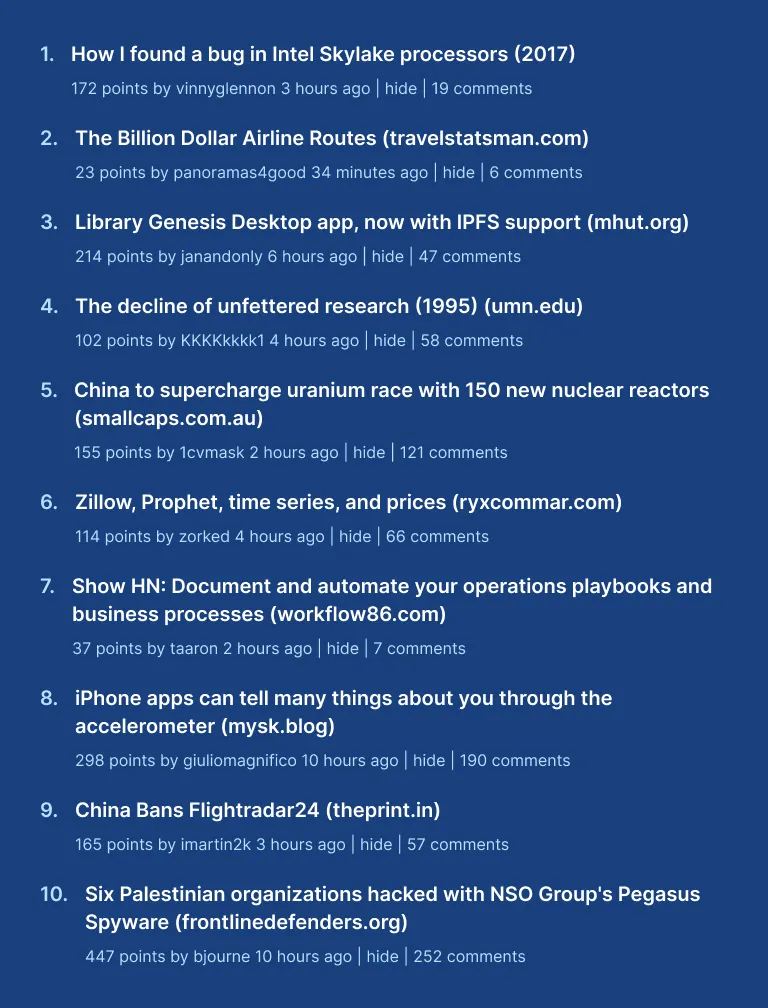 1. How I found a bug in Intel Skylake processors (2017)
172 points by vinnyglennon 3 hours ago | hide | 19 comments
2. The Billion Dollar Airline Routes (travelstatsman.com)
23 points by panoramas4good 34 minutes ago | hide | 6 comments
3. Library Genesis Desktop app, now with IPFS support (mhut.org)
214 points by janandonly 6 hours ago | hide | 47 comments
4. The decline of unfettered research (1995) (umn.edu)
102 points by KKKKkkkk1 4 hours ago | hide | 58 comments
5. China to supercharge uranium race with 150 new nuclear reactors
(smallcaps.com.au)
155 points by 1cvmask 2 hours ago | hide | 121 comments
6. Zillow, Prophet, time series, and prices (ryxcommar.com)
114 points by zorked 4 hours ago | hide | 66 comments
7. Show HN: Document and automate your operations playbooks and
business processes (workflow86.com)
37 points by taaron 2 hours ago | hide | 7 comments
8. iPhone apps can tell many things about you through the
accelerometer (mysk.blog)
298 points by giuliomagnifico 10 hours ago | hide | 190 comments
9. China Bans Flightradar24 (theprint.in)
165 points by imartin2k 3 hours ago | hide | 57 comments
10. Six Palestinian organizations hacked with NSO Group's Pegasus
Spyware (frontlinedefenders.org)
447 points by bjourne 10 hours ago | hide | 252 comments